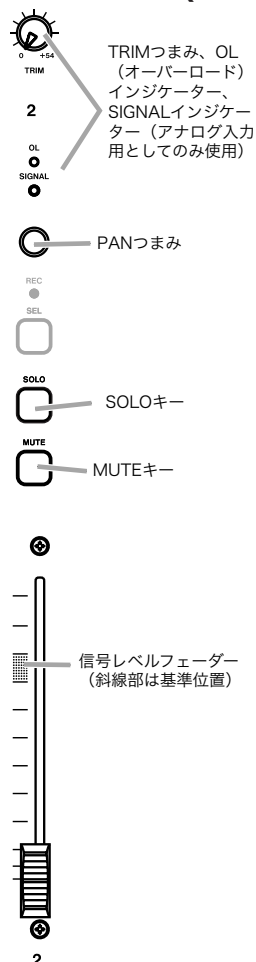 0 +54
TRIM
TRIMつまみ、OL
（オーバーロード）
インジケーター、
SIGNALインジケー
ター（アナログ入力
用としてのみ使用）
2
OL
SIGNAL
PANつまみ
REC
SEL
SOLO
SOLOキー
MUTE
MUTEキー
信号レベルフェーダー
（斜線部は基準位置）
2